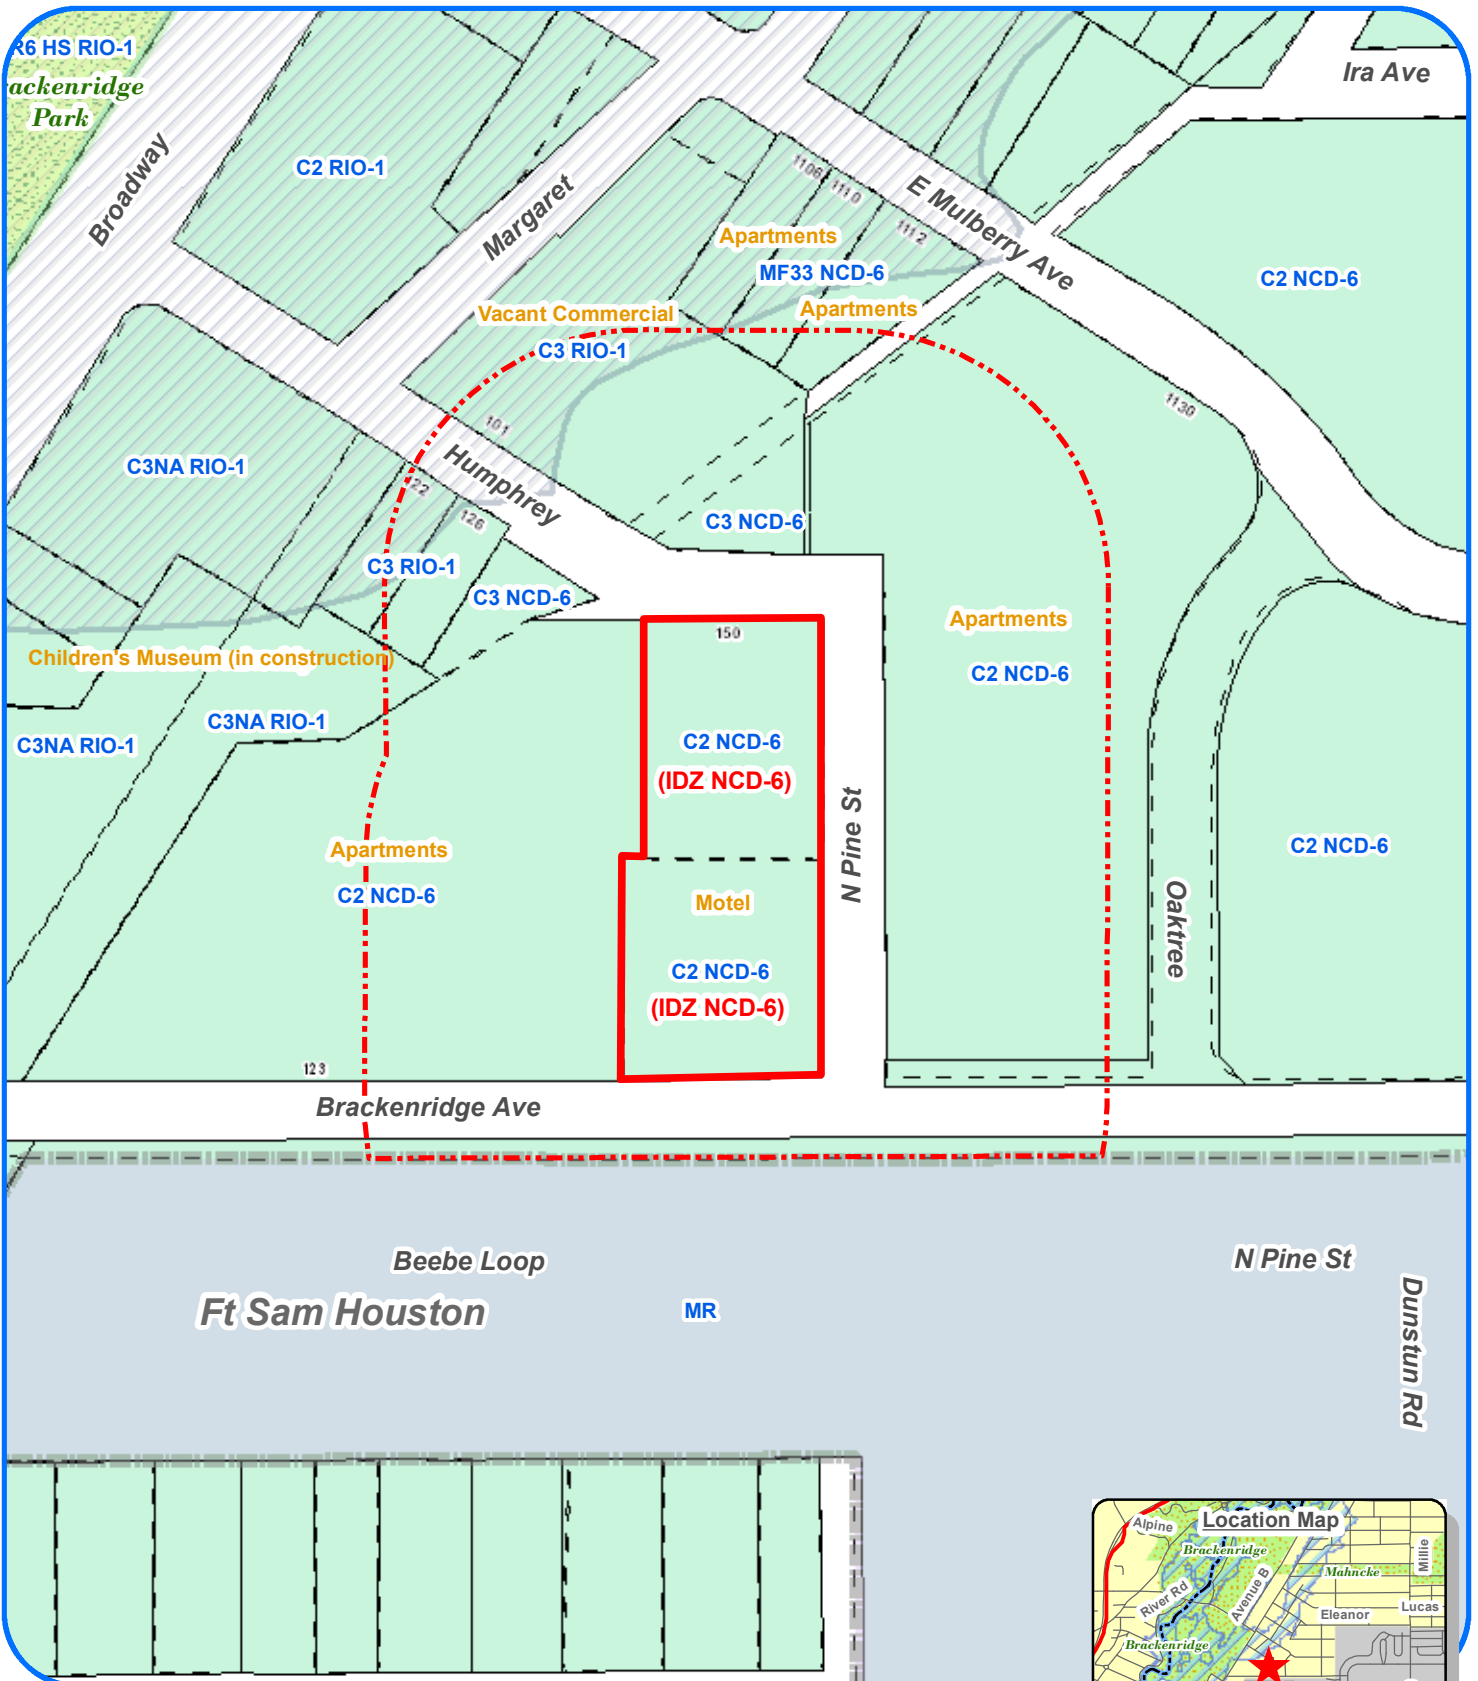 R6 HS RIO-1
ackenridge
Park
Ira Ave
Broadway
C2 RIO-1
Margaret
1106
1110
1112
E Mulberry Ave
Apartments
MF33 NCD-6
C2 NCD-6
Vacant Commercial
Apartments
C3 RIO-1
1130
101
Humphrey
C3NA RIO-1
122
126
C3 NCD-6
C3 RIO-1
C3 NCD-6
Apartments
150
Children's Museum (in construction)
C2 NCD-6
C3NA RIO-1
C3NA RIO-1
C2 NCD-6
(IDZ NCD-6)
N Pine St
Apartments
C2 NCD-6
C2 NCD-6
Motel
Oaktree
C2 NCD-6
(IDZ NCD-6)
123
Brackenridge Ave
Beebe Loop
N Pine St
Ft Sam Houston
MR
Dunstun Rd
Location Map
Alpine
Brackenridge
Millie
Mahncke
River Rd
Avenue B
Eleanor
Lucas
Brackenridge